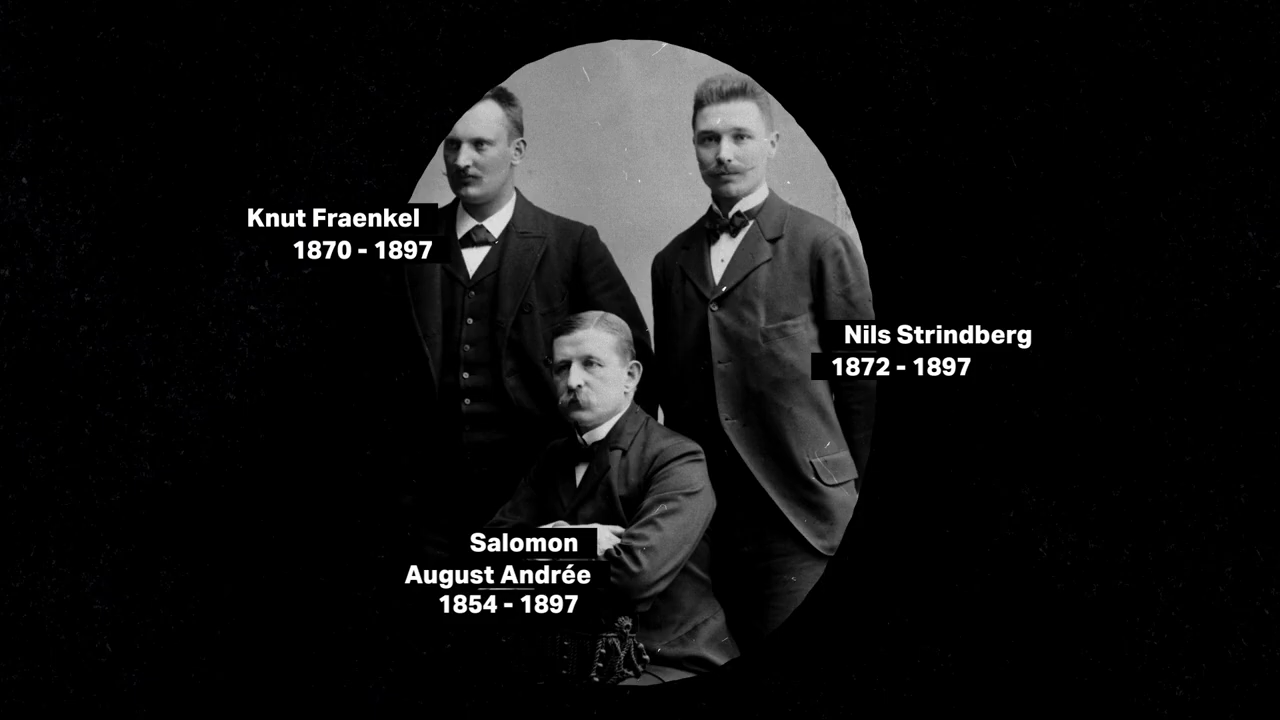 Knut Fraenkel
1870 - 1897
Nils Strindberg
1872 - 1897
Salomon
August Andrée
1854 - 1897